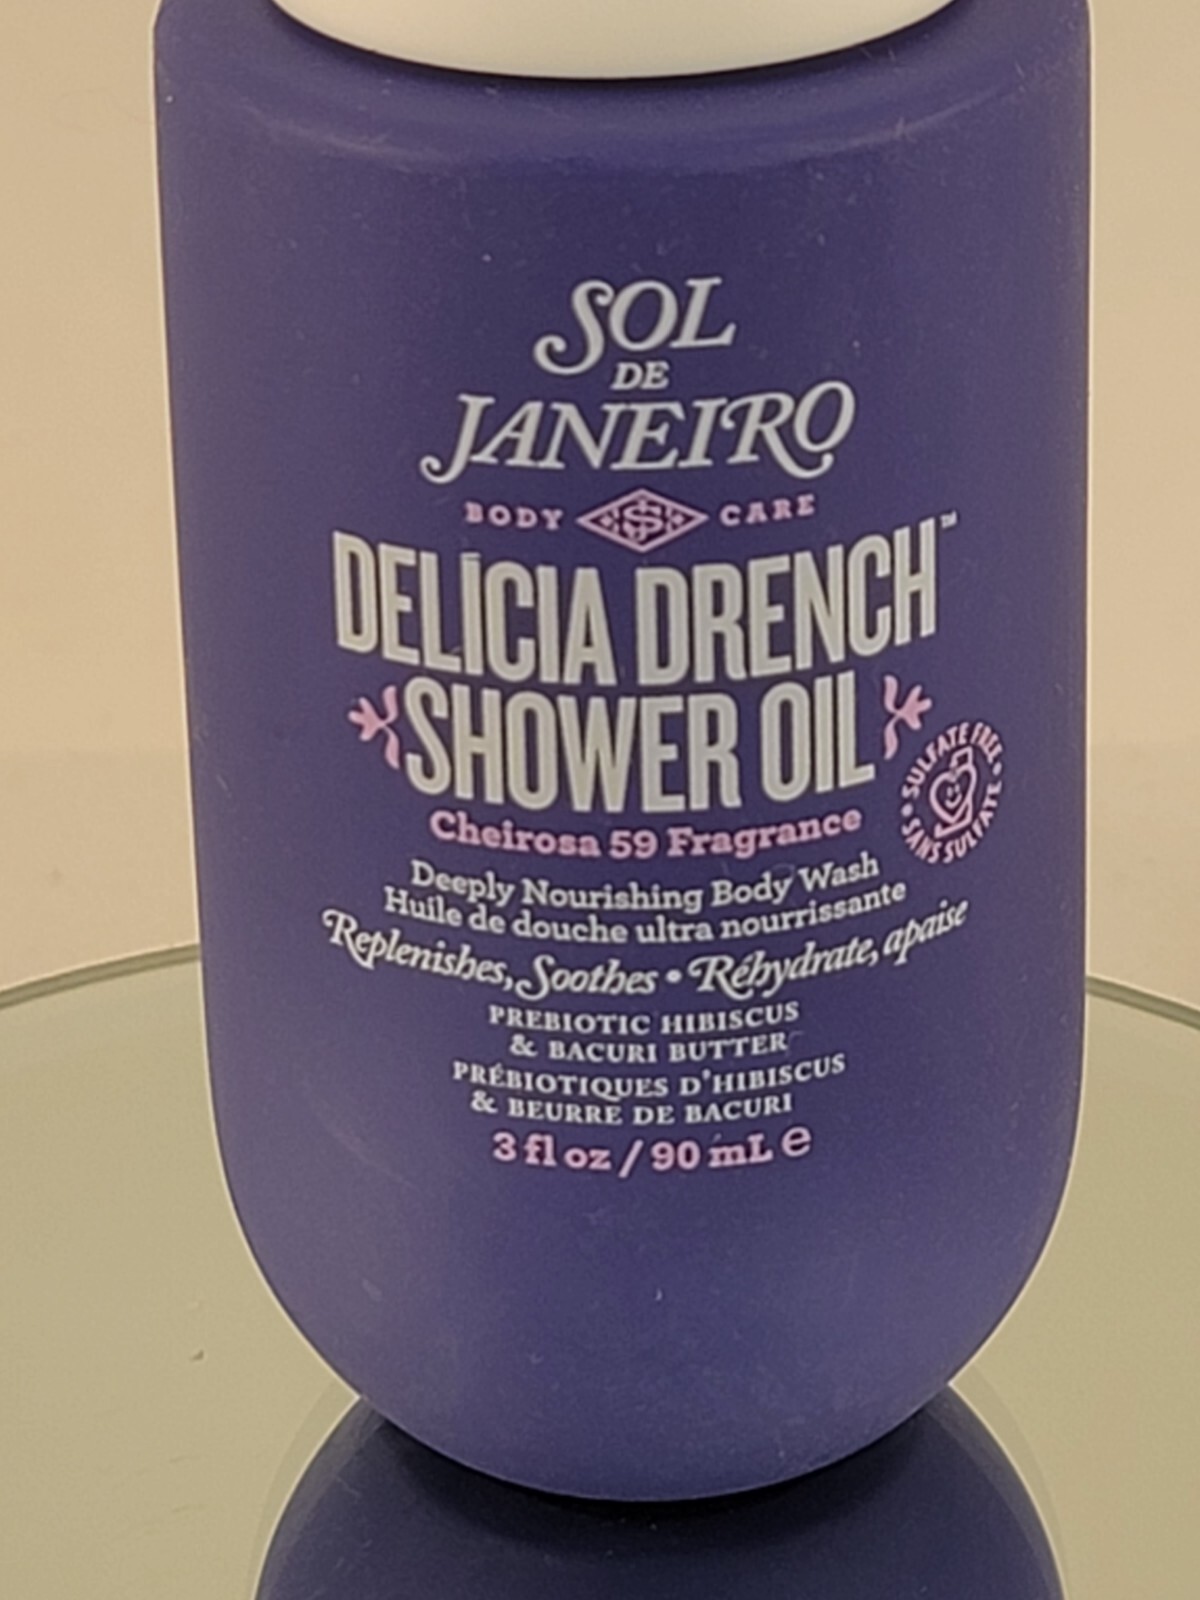 SOL
DE
JANEIRO
BODY CARE
DELÍCIA DRENCH™
SHOWER OIL
SULFATE FREE
SANS SULFATE
Cheirosa 59 Fragrance
Deeply Nourishing Body Wash
Huile de douche ultra nourrissante
Replenishes, Soothes • Réhydrate, apaise
PREBIOTIC HIBISCUS
& BACURI BUTTER
PRÉBIOTIQUES D'HIBISCUS
& BEURRE DE BACURI
3 fl oz / 90 mL ℮